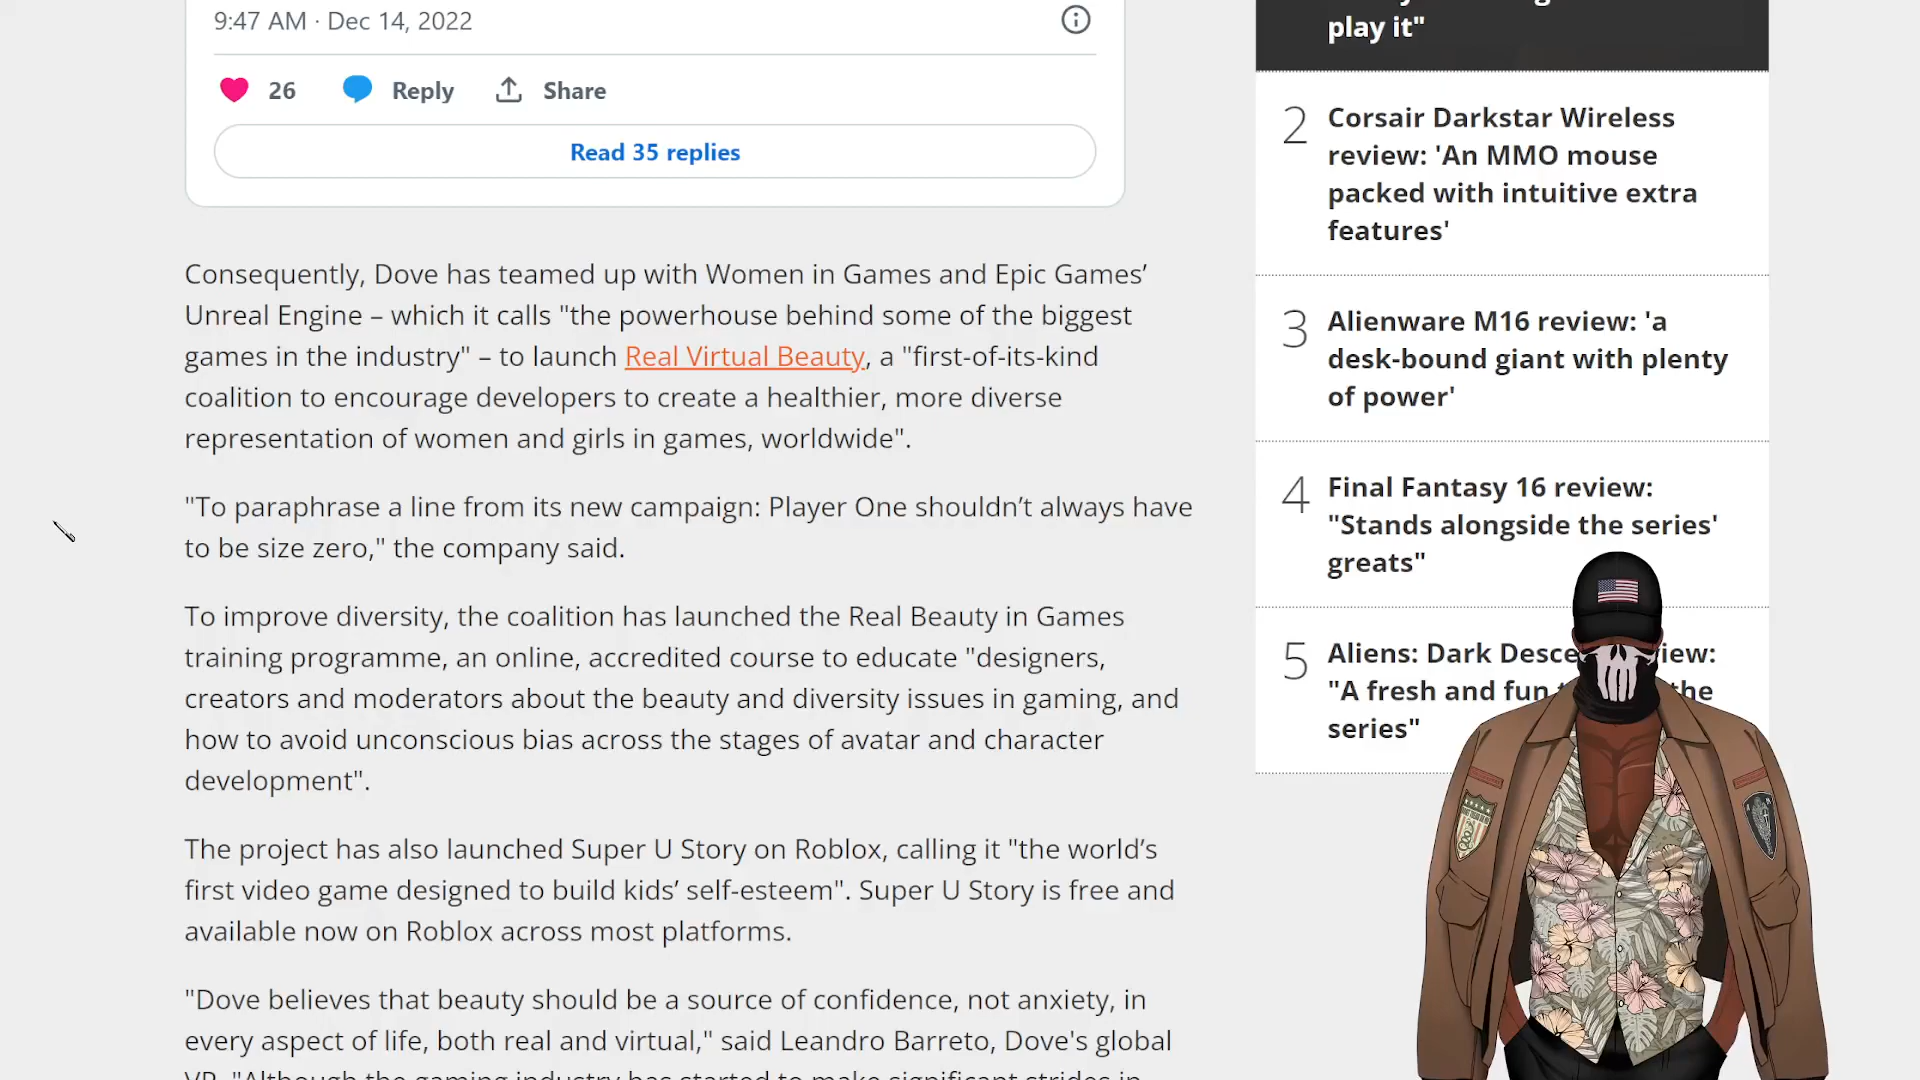 9:47 AM · Dec 14, 2022
26 Reply Share
Read 35 replies
Consequently, Dove has teamed up with Women in Games and Epic Games’
Unreal Engine – which it calls "the powerhouse behind some of the biggest
games in the industry" – to launch Real Virtual Beauty, a "first-of-its-kind
coalition to encourage developers to create a healthier, more diverse
representation of women and girls in games, worldwide".
"To paraphrase a line from its new campaign: Player One shouldn’t always have
to be size zero," the company said.
To improve diversity, the coalition has launched the Real Beauty in Games
training programme, an online, accredited course to educate "designers,
creators and moderators about the beauty and diversity issues in gaming, and
how to avoid unconscious bias across the stages of avatar and character
development".
The project has also launched Super U Story on Roblox, calling it "the world’s
first video game designed to build kids’ self-esteem". Super U Story is free and
available now on Roblox across most platforms.
"Dove believes that beauty should be a source of confidence, not anxiety, in
every aspect of life, both real and virtual," said Leandro Barreto, Dove's global
VP. "Although the gaming industry has started to make significant strides in
play it"
2 Corsair Darkstar Wireless
review: 'An MMO mouse
packed with intuitive extra
features'
3 Alienware M16 review: 'a
desk-bound giant with plenty
of power'
4 Final Fantasy 16 review:
"Stands alongside the series'
greats"
5 Aliens: Dark Desce iew:
"A fresh and fun the
series"